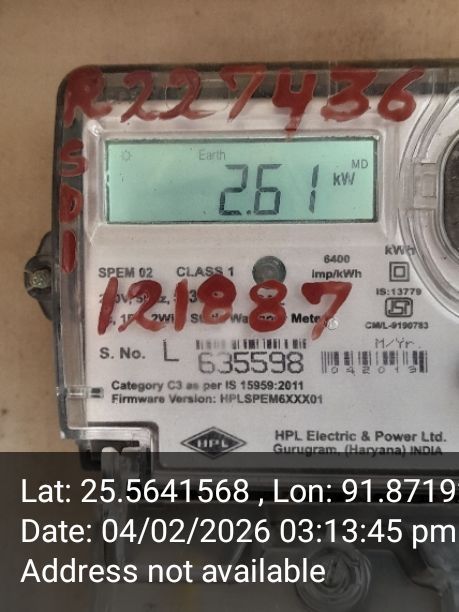 R227436
SDI
Earth
2.61 kW MD
kWh
SPEM 02 CLASS 1 6400 imp/kWh
IS:13779
121887
CM/L-9190783
S. No. L 635598
M/Yr.
042019
Category C3 as per IS 15959:2011
Firmware Version: HPLSPEM6XXX01
HPL
HPL Electric & Power Ltd.
Gurugram, (Haryana) INDIA
Lat: 25.5641568 , Lon: 91.8719
Date: 04/02/2026 03:13:45 pm
Address not available